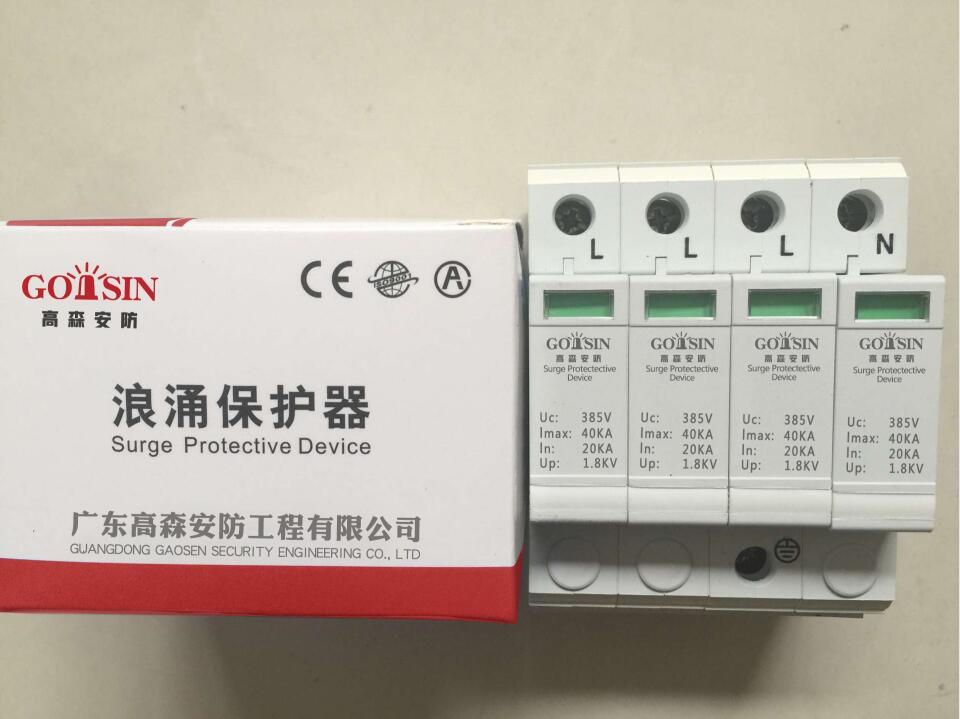 GOSIN
高森安防
CE
ISO9001
A
浪涌保护器
Surge Protective Device
广东高森安防工程有限公司
GUANGDONG GAOSEN SECURITY ENGINEERING CO., LTD
L
L
L
N
GOSIN
高森安防
Surge Protectective
Device
Uc: 385V
Imax: 40KA
In: 20KA
Up: 1.8KV
GOSIN
高森安防
Surge Protectective
Device
Uc: 385V
Imax: 40KA
In: 20KA
Up: 1.8KV
GOSIN
高森安防
Surge Protectective
Device
Uc: 385V
Imax: 40KA
In: 20KA
Up: 1.8KV
GOSIN
高森安防
Surge Protectective
Device
Uc: 385V
Imax: 40KA
In: 20KA
Up: 1.8KV